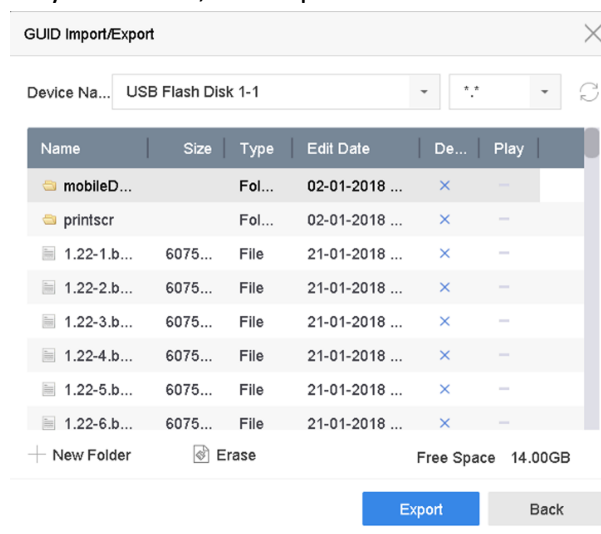 GUID Import/Export
Device Na... USB Flash Disk 1-1 *.*
Name Size Type Edit Date De... Play
mobileD... Fol... 02-01-2018 ...
printscr Fol... 02-01-2018 ...
1.22-1.b... 6075... File 21-01-2018 ...
1.22-2.b... 6075... File 21-01-2018 ...
1.22-3.b... 6075... File 21-01-2018 ...
1.22-4.b... 6075... File 21-01-2018 ...
1.22-5.b... 6075... File 21-01-2018 ...
1.22-6.b... 6075... File 21-01-2018 ...
New Folder Erase Free Space 14.00GB
Export Back